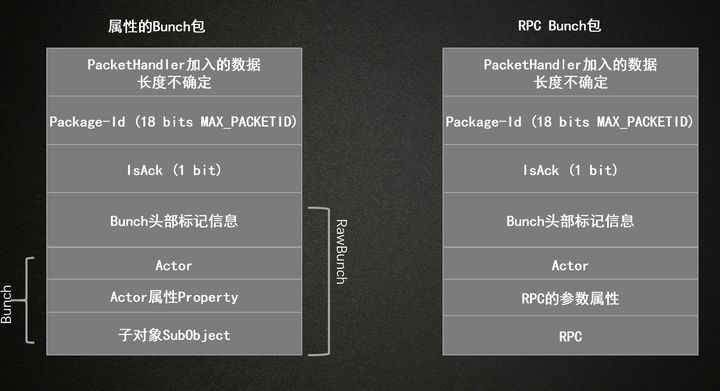 属性的Bunch包
PacketHandler加入的数据
长度不确定
Package-Id (18 bits MAX_PACKETID)
IsAck (1 bit)
Bunch头部标记信息
Actor
Actor属性Property
子对象SubObject
Bunch
RawBunch
RPC Bunch包
PacketHandler加入的数据
长度不确定
Package-Id (18 bits MAX_PACKETID)
IsAck (1 bit)
Bunch头部标记信息
Actor
RPC的参数属性
RPC